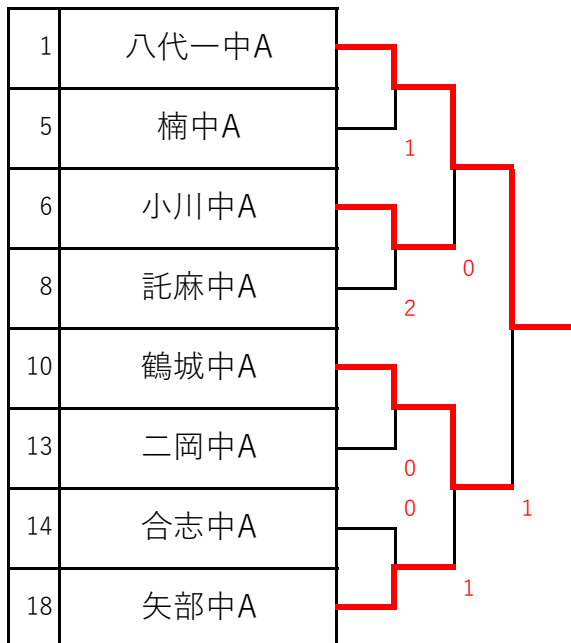 1 八代一中A
5 楠中A
1
6 小川中A
0
8 託麻中A
2
10 鶴城中A
13 二岡中A
0
0
1
14 合志中A
1
18 矢部中A